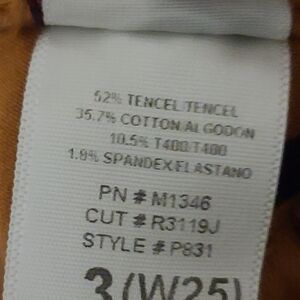 52% TENCEL/TENCEL
35.7% COTTON/ALGODON
10.5% T400/T400
1.8% SPANDEX/ELASTANO
PN # M1346
CUT # R3119J
STYLE # P831
3 (W25)